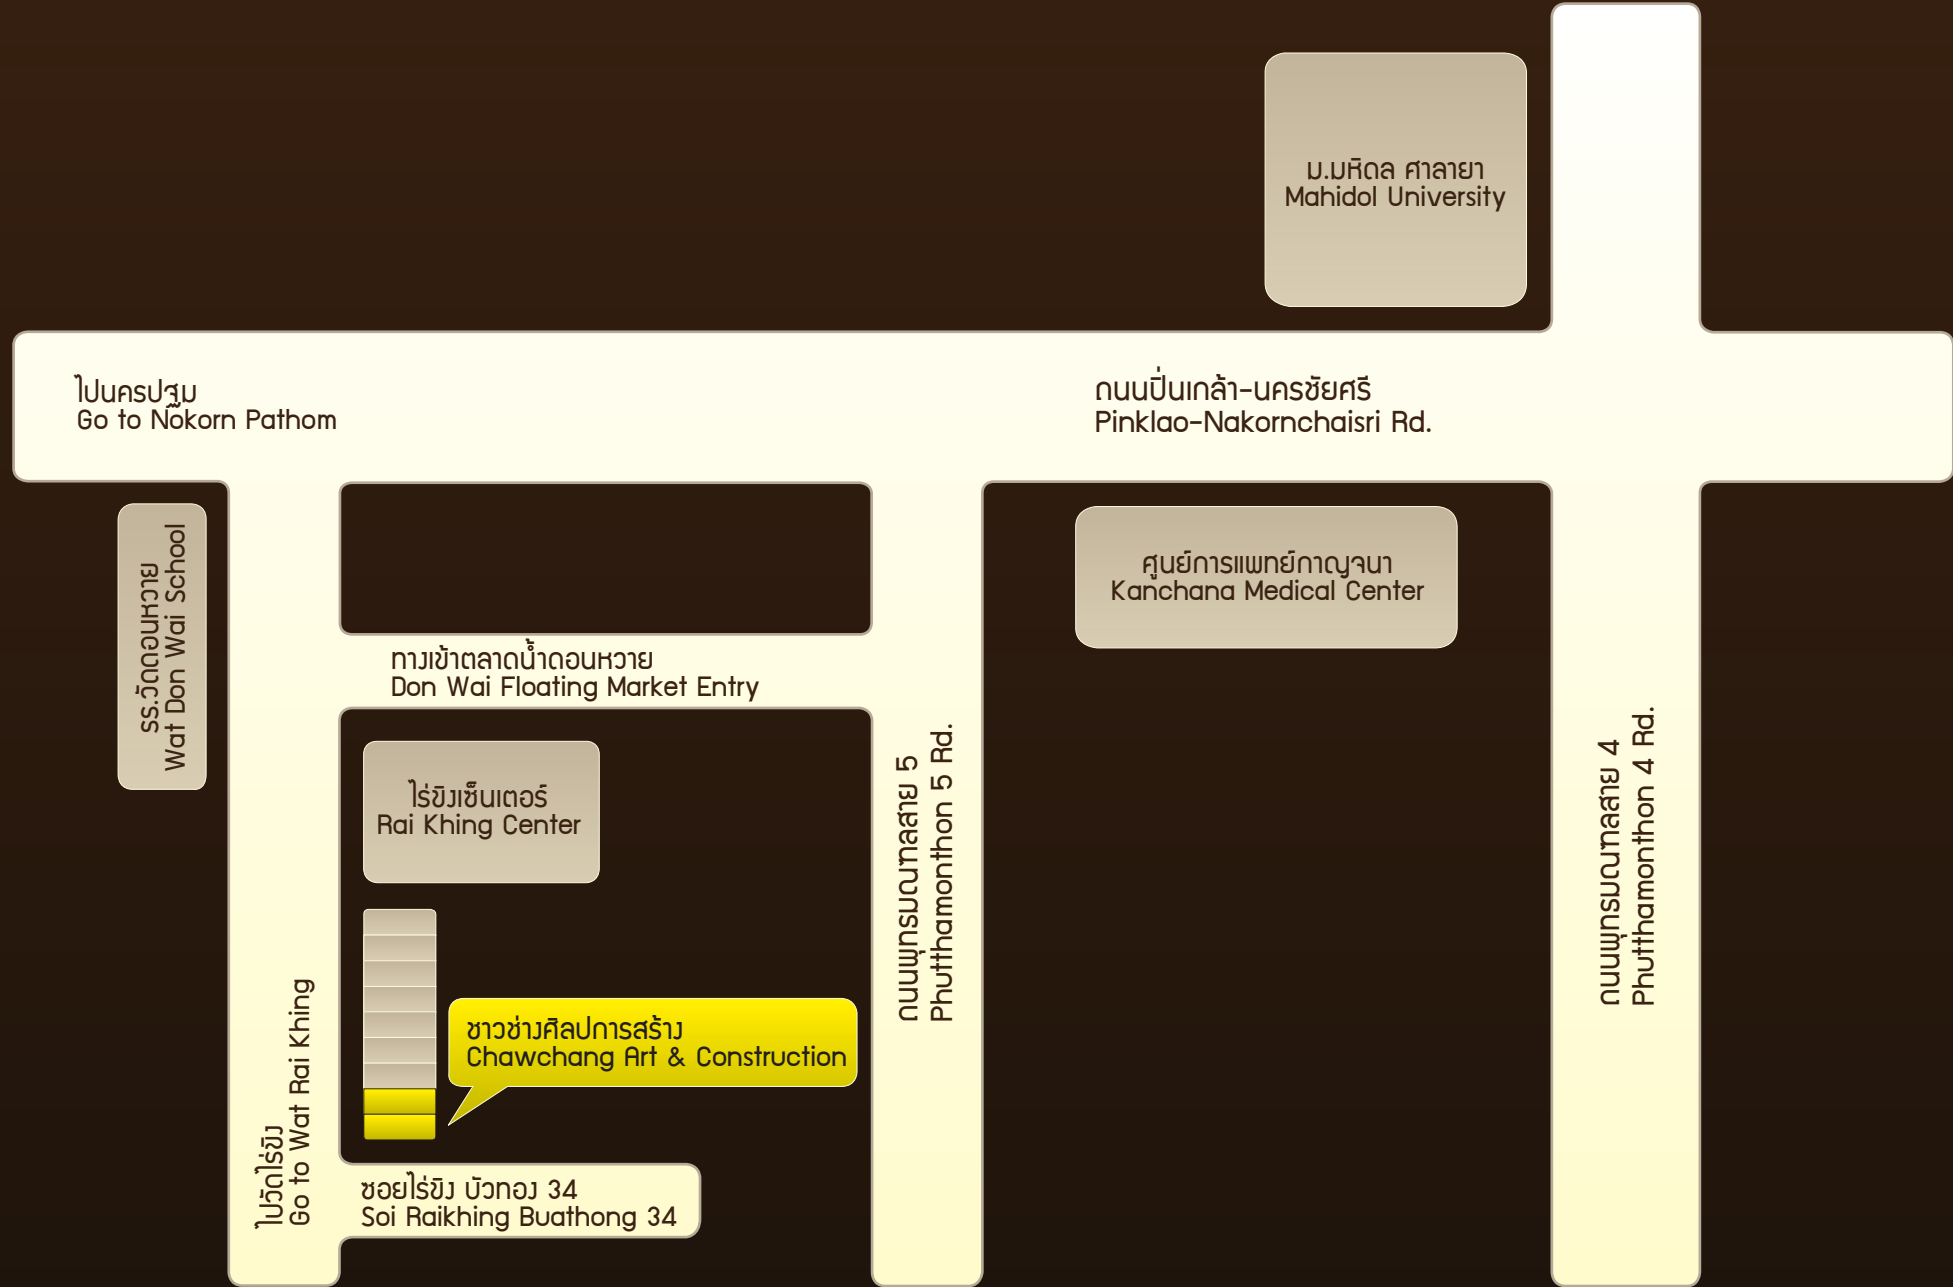 ม.มหิดล ศาลายา
Mahidol University
ไปนครปฐม
Go to Nokorn Pathom
ถนนปิ่นเกล้า-นครชัยศรี
Pinklao-Nakornchaisri Rd.
รร.วัดดอนหวาย
Wat Don Wai School
ศูนย์การแพทย์กาญจนา
Kanchana Medical Center
ทางเข้าตลาดน้ำดอนหวาย
Don Wai Floating Market Entry
ไร่ขิงเซ็นเตอร์
Rai Khing Center
ถนนพุทธมณฑลสาย 5
Phutthamonthon 5 Rd.
ถนนพุทธมณฑลสาย 4
Phutthamonthon 4 Rd.
ชาวช่างศิลปการสร้าง
Chawchang Art & Construction
ไปวัดไร่ขิง
Go to Wat Rai Khing
ซอยไร่ขิง บัวทอง 34
Soi Raikhing Buathong 34